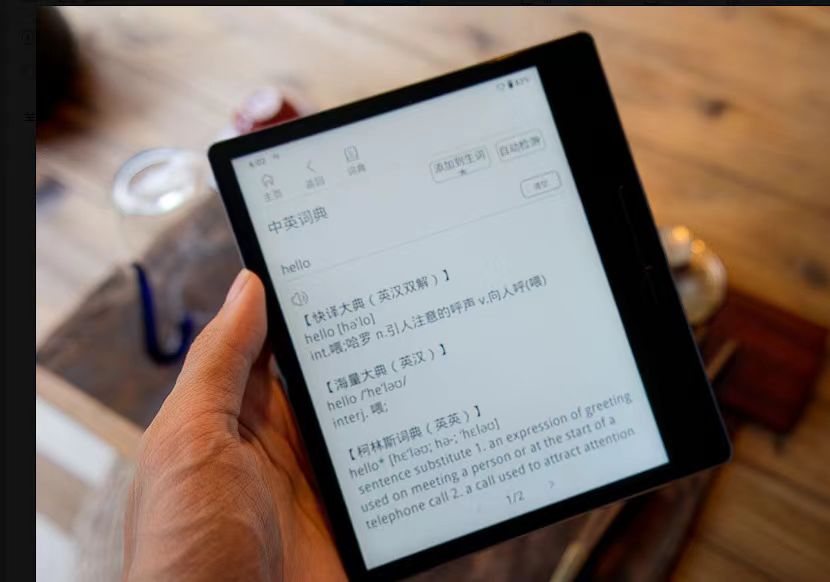 4:02
43%
主页
返回
词典
添加到生词
自动检测
清空
中英词典
hello
【快译大典（英汉双解）】
hello [hə'lo]
int.喂;哈罗 n.引人注意的呼声 v.向人呼(喂)
【海量大典（英汉）】
hello /'he'ləʊ/
interj. 喂;
【柯林斯词典（英英）】
hello* [hɛˈləʊ; hə-; ˈhɛləʊ]
sentence substitute 1. an expression of greeting
used on meeting a person or at the start of a
telephone call 2. a call used to attract attention
1/2